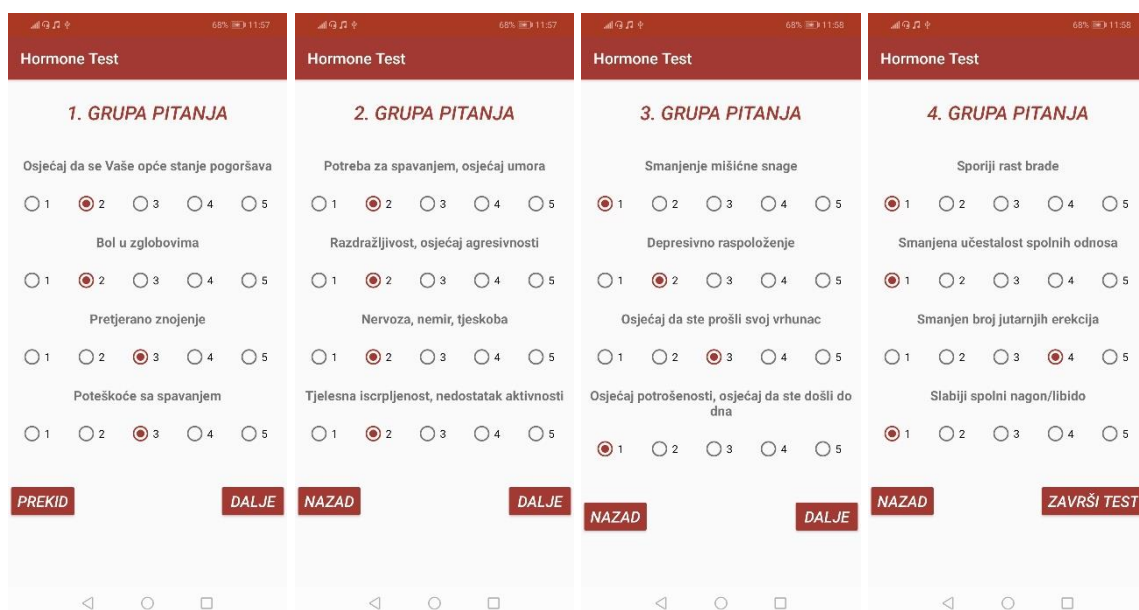 68% 11:57
Hormone Test
1. GRUPA PITANJA
Osjećaj da se Vaše opće stanje pogoršava
1 2 3 4 5
Bol u zglobovima
1 2 3 4 5
Pretjerano znojenje
1 2 3 4 5
Poteškoće sa spavanjem
1 2 3 4 5
PREKID DALJE
68% 11:57
Hormone Test
2. GRUPA PITANJA
Potreba za spavanjem, osjećaj umora
1 2 3 4 5
Razdražljivost, osjećaj agresivnosti
1 2 3 4 5
Nervoza, nemir, tjeskoba
1 2 3 4 5
Tjelesna iscrpljenost, nedostatak aktivnosti
1 2 3 4 5
NAZAD DALJE
68% 11:58
Hormone Test
3. GRUPA PITANJA
Smanjenje mišićne snage
1 2 3 4 5
Depresivno raspoloženje
1 2 3 4 5
Osjećaj da ste prošli svoj vrhunac
1 2 3 4 5
Osjećaj potrošenosti, osjećaj da ste došli do
dna
1 2 3 4 5
NAZAD DALJE
68% 11:58
Hormone Test
4. GRUPA PITANJA
Sporiji rast brade
1 2 3 4 5
Smanjena učestalost spolnih odnosa
1 2 3 4 5
Smanjen broj jutarnjih erekcija
1 2 3 4 5
Slabiji spolni nagon/libido
1 2 3 4 5
NAZAD ZAVRŠI TEST